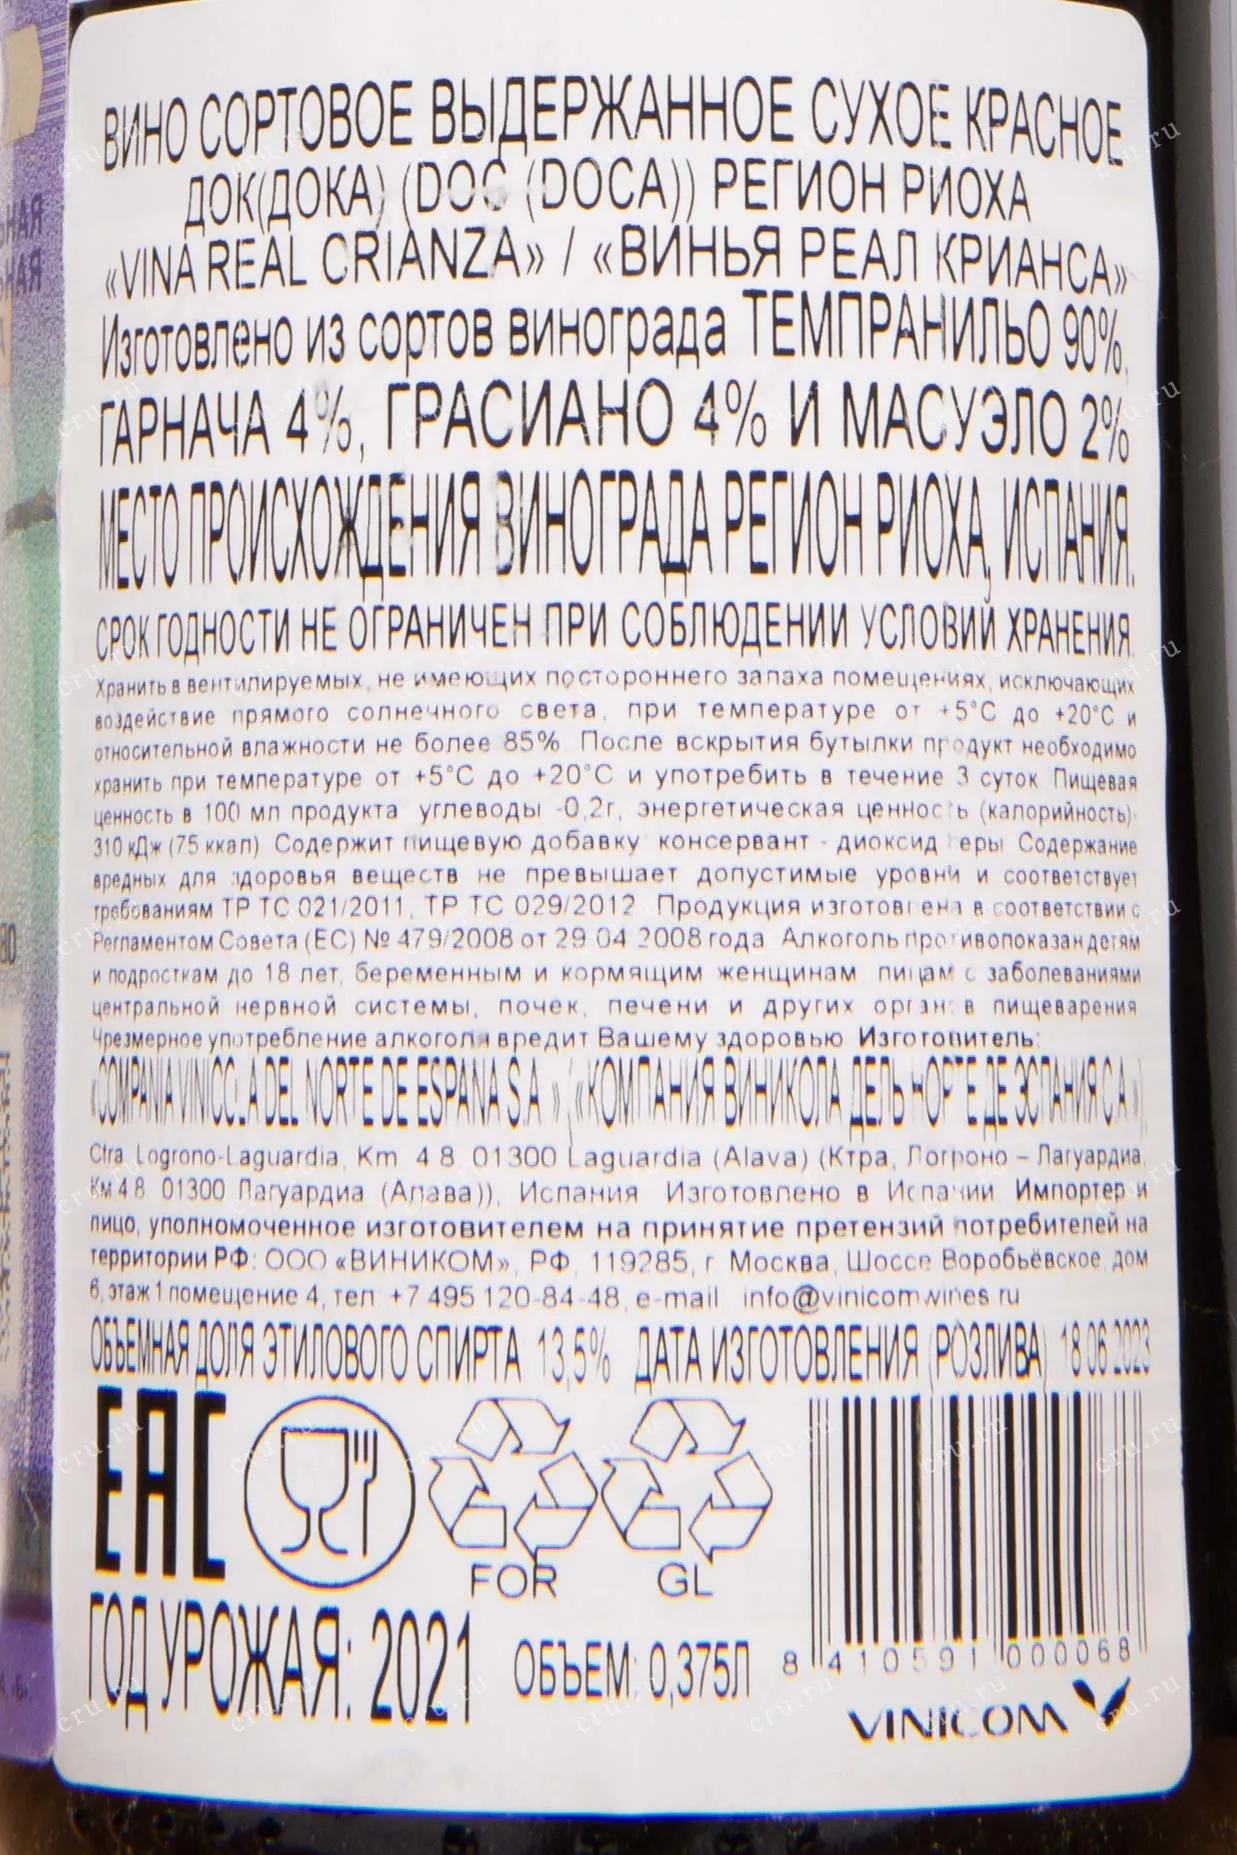 ВИНО СОРТОВОЕ ВЫДЕРЖАННОЕ СУХОЕ КРАСНОЕ
ДОК(ДОКА) (DOC (DOCA)) РЕГИОН РИОХА
«VINA REAL CRIANZA» / «ВИНЬЯ РЕАЛ КРИАНСА»
Изготовлено из сортов винограда ТЕМПРАНИЛЬО 90%,
ГАРНАЧА 4%, ГРАСИАНО 4% И МАСУЭЛО 2%
МЕСТО ПРОИСХОЖДЕНИЯ ВИНОГРАДА РЕГИОН РИОХА, ИСПАНИЯ.
СРОК ГОДНОСТИ НЕ ОГРАНИЧЕН ПРИ СОБЛЮДЕНИИ УСЛОВИЙ ХРАНЕНИЯ.
Хранить в вентилируемых, не имеющих постороннего запаха помещениях, исключающих
воздействие прямого солнечного света, при температуре от +5°С до +20°С и
относительной влажности не более 85%. После вскрытия бутылки продукт необходимо
хранить при температуре от +5°С до +20°С и употребить в течение 3 суток. Пищевая
ценность в 100 мл продукта углеводы -0,2г, энергетическая ценность (калорийность)-
310 кДж (75 ккал) Содержит пищевую добавку консервант - диоксид серы Содержание
вредных для здоровья веществ не превышает допустимые уровни и соответствует
требованиям ТР ТС 021/2011, ТР ТС 029/2012 Продукция изготовлена в соответствии с
Регламентом Совета (ЕС) № 479/2008 от 29.04.2008 года Алкоголь противопоказан детям
и подросткам до 18 лет, беременным и кормящим женщинам лицам с заболеваниями
центральной нервной системы, почек, печени и других органов пищеварения
Чрезмерное употребление алкоголя вредит Вашему здоровью Изготовитель:
«COMPANIA VINICOLA DEL NORTE DE ESPANA S.A.» («КОМПАНИЯ ВИНИКОЛА ДЕЛЬ НОРТЕ ДЕ ЭСПАНИЯ С.А.»),
Ctra Logrono-Laguardia, Km 4.8 01300 Laguardia (Alava) (Ктра, Логроно – Лагуардиа,
Км 4.8 01300 Лагуардиа (Алава)), Испания Изготовлено в Испании Импортер и
лицо, уполномоченное изготовителем на принятие претензий потребителей на
территории РФ: ООО «ВИНИКОМ», РФ, 119285, г Москва, Шоссе Воробьёвское, дом
6, этаж 1 помещение 4, тел +7 495 120-84-48, e-mail info@vinicomwines.ru
ОБЪЕМНАЯ ДОЛЯ ЭТИЛОВОГО СПИРТА 13,5% ДАТА ИЗГОТОВЛЕНИЯ (РОЗЛИВА) 18.06.2023
ЕАС
FOR GL
ГОД УРОЖАЯ: 2021 ОБЪЕМ: 0,375Л
8 410591 000068
VINICOM
cru.ru